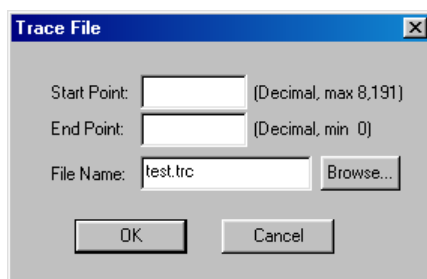 Trace File
Start Point: (Decimal, max 8,191)
End Point: (Decimal, min 0)
File Name: test.trc Browse...
OK Cancel